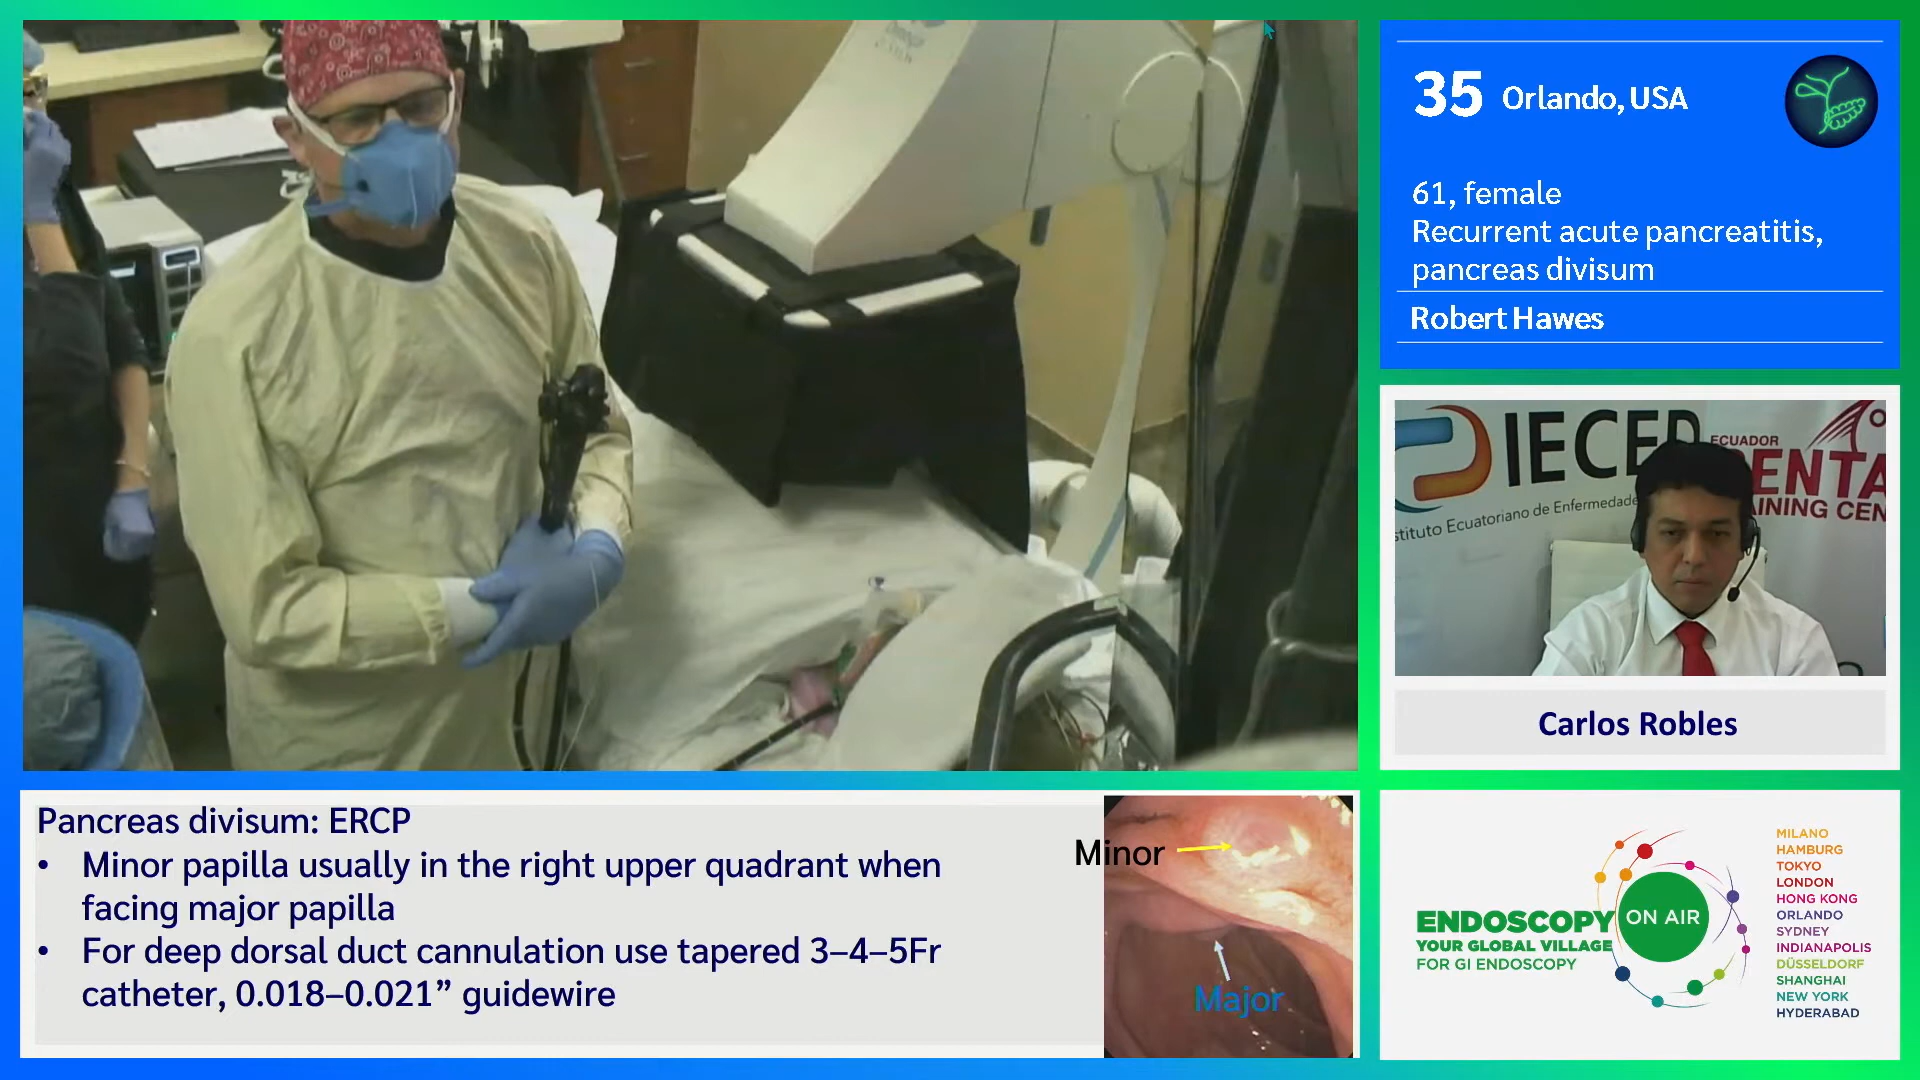 35 Orlando, USA
61, female
Recurrent acute pancreatitis,
pancreas divisum
Robert Hawes
IECED
ECUADOR
stituto Ecuatoriano de Enfermedade
Carlos Robles
Pancreas divisum: ERCP
• Minor papilla usually in the right upper quadrant when
facing major papilla
• For deep dorsal duct cannulation use tapered 3–4–5Fr
catheter, 0.018–0.021” guidewire
Minor
Major
ENDOSCOPY ON AIR
YOUR GLOBAL VILLAGE
FOR GI ENDOSCOPY
MILANO
HAMBURG
TOKYO
LONDON
HONG KONG
ORLANDO
SYDNEY
INDIANAPOLIS
DÜSSELDORF
SHANGHAI
NEW YORK
HYDERABAD